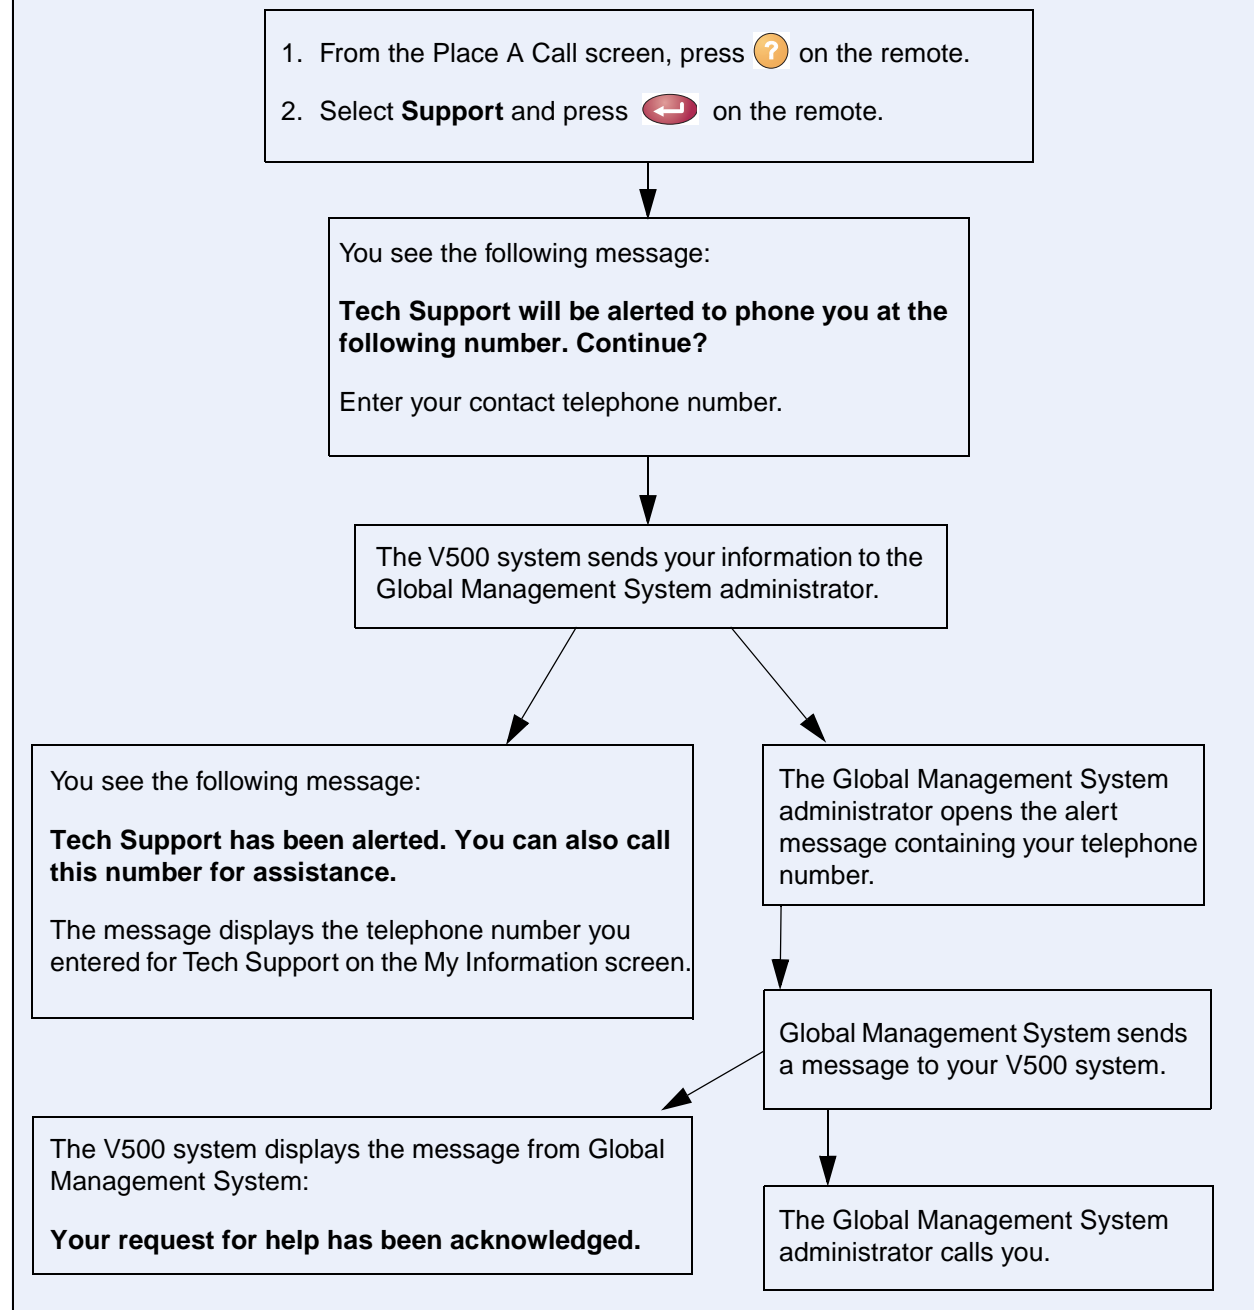 1. From the Place A Call screen, press ? on the remote.
2. Select Support and press on the remote.
You see the following message:
Tech Support will be alerted to phone you at the
following number. Continue?
Enter your contact telephone number.
The V500 system sends your information to the
Global Management System administrator.
You see the following message:
Tech Support has been alerted. You can also call
this number for assistance.
The message displays the telephone number you
entered for Tech Support on the My Information screen.
The Global Management System
administrator opens the alert
message containing your telephone
number.
Global Management System sends
a message to your V500 system.
The V500 system displays the message from Global
Management System:
Your request for help has been acknowledged.
The Global Management System
administrator calls you.